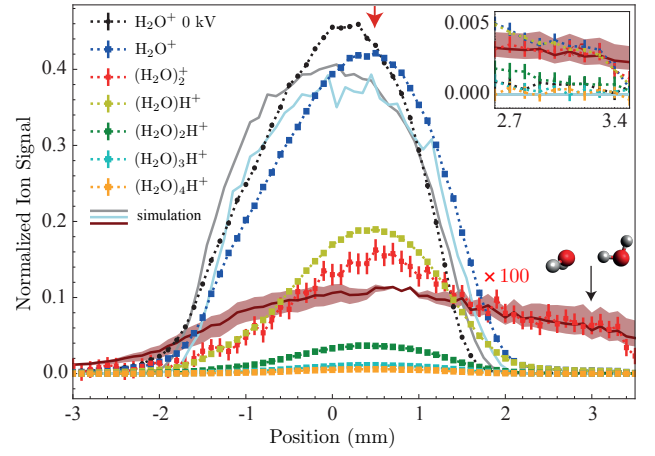 H₂O⁺ 0 kV
H₂O⁺
(H₂O)₂⁺
(H₂O)H⁺
(H₂O)₂H⁺
(H₂O)₃H⁺
(H₂O)₄H⁺
simulation
0.005
0.000
2.7 3.4
× 100
Normalized Ion Signal
0.4
0.3
0.2
0.1
0.0
-3 -2 -1 0 1 2 3
Position (mm)